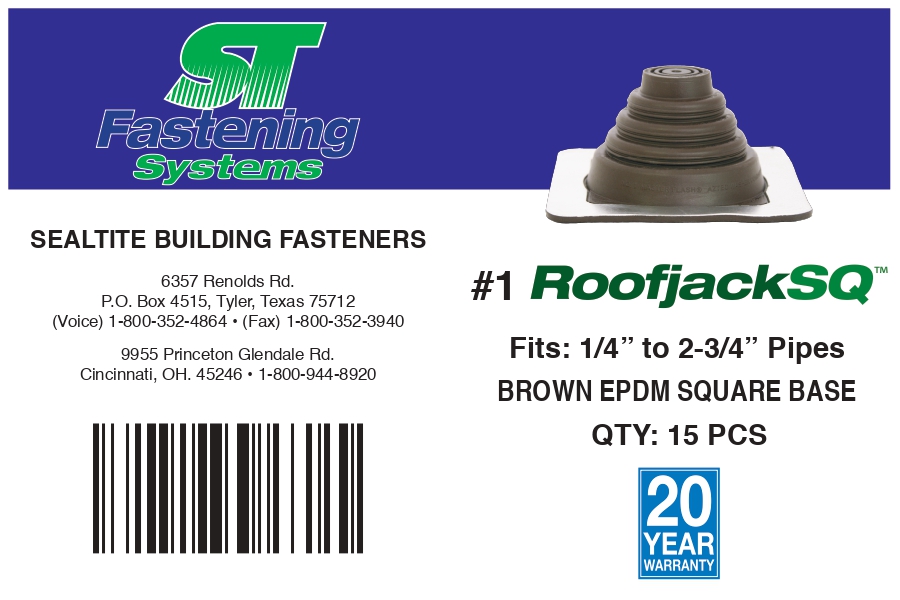 ST
Fastening
Systems
SEALTITE BUILDING FASTENERS
6357 Renolds Rd.
P.O. Box 4515, Tyler, Texas 75712
(Voice) 1-800-352-4864 • (Fax) 1-800-352-3940
9955 Princeton Glendale Rd.
Cincinnati, OH. 45246 • 1-800-944-8920
#1 RoofjackSQ™
Fits: 1/4” to 2-3/4” Pipes
BROWN EPDM SQUARE BASE
QTY: 15 PCS
20
YEAR
WARRANTY